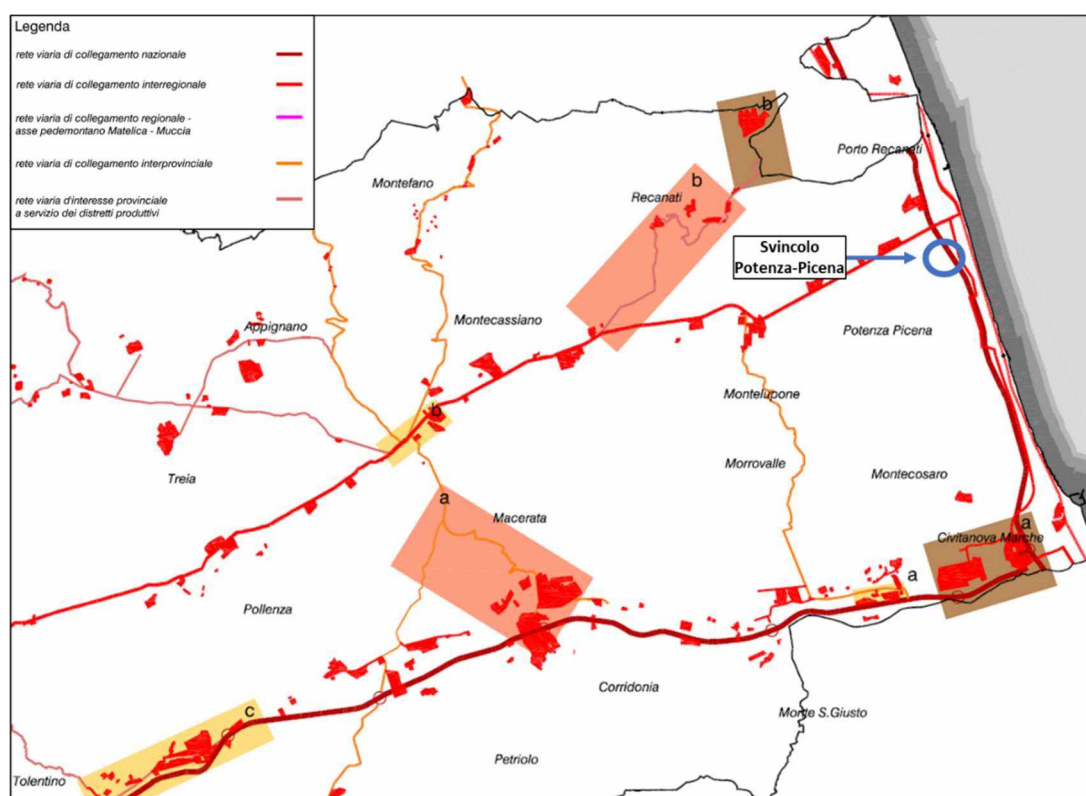 Legenda
rete viaria di collegamento nazionale
rete viaria di collegamento interregionale
rete viaria di collegamento regionale -
asse pedemontano Matelica - Muccia
rete viaria di collegamento interprovinciale
rete viaria d'interesse provinciale
a servizio dei distretti produttivi
b
Porto Recanati
Montefano
b
Recanati
Svincolo
Potenza-Picena
Montecassiano
Appignano
Potenza Picena
Montelupone
b
Morrovalle
Montecosaro
Treia
a
Macerata
a
Civitanova Marche
a
Pollenza
Corridonia
c
Monte S.Giusto
Petriolo
Tolentino